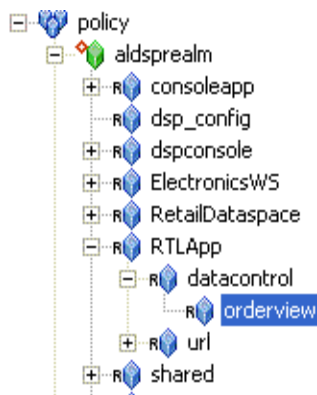 policy
aldsprealm
R consoleapp
R dsp_config
R dspconsole
R ElectronicsWS
R RetailDataspace
R RTLApp
R datacontrol
R orderview
R url
R shared